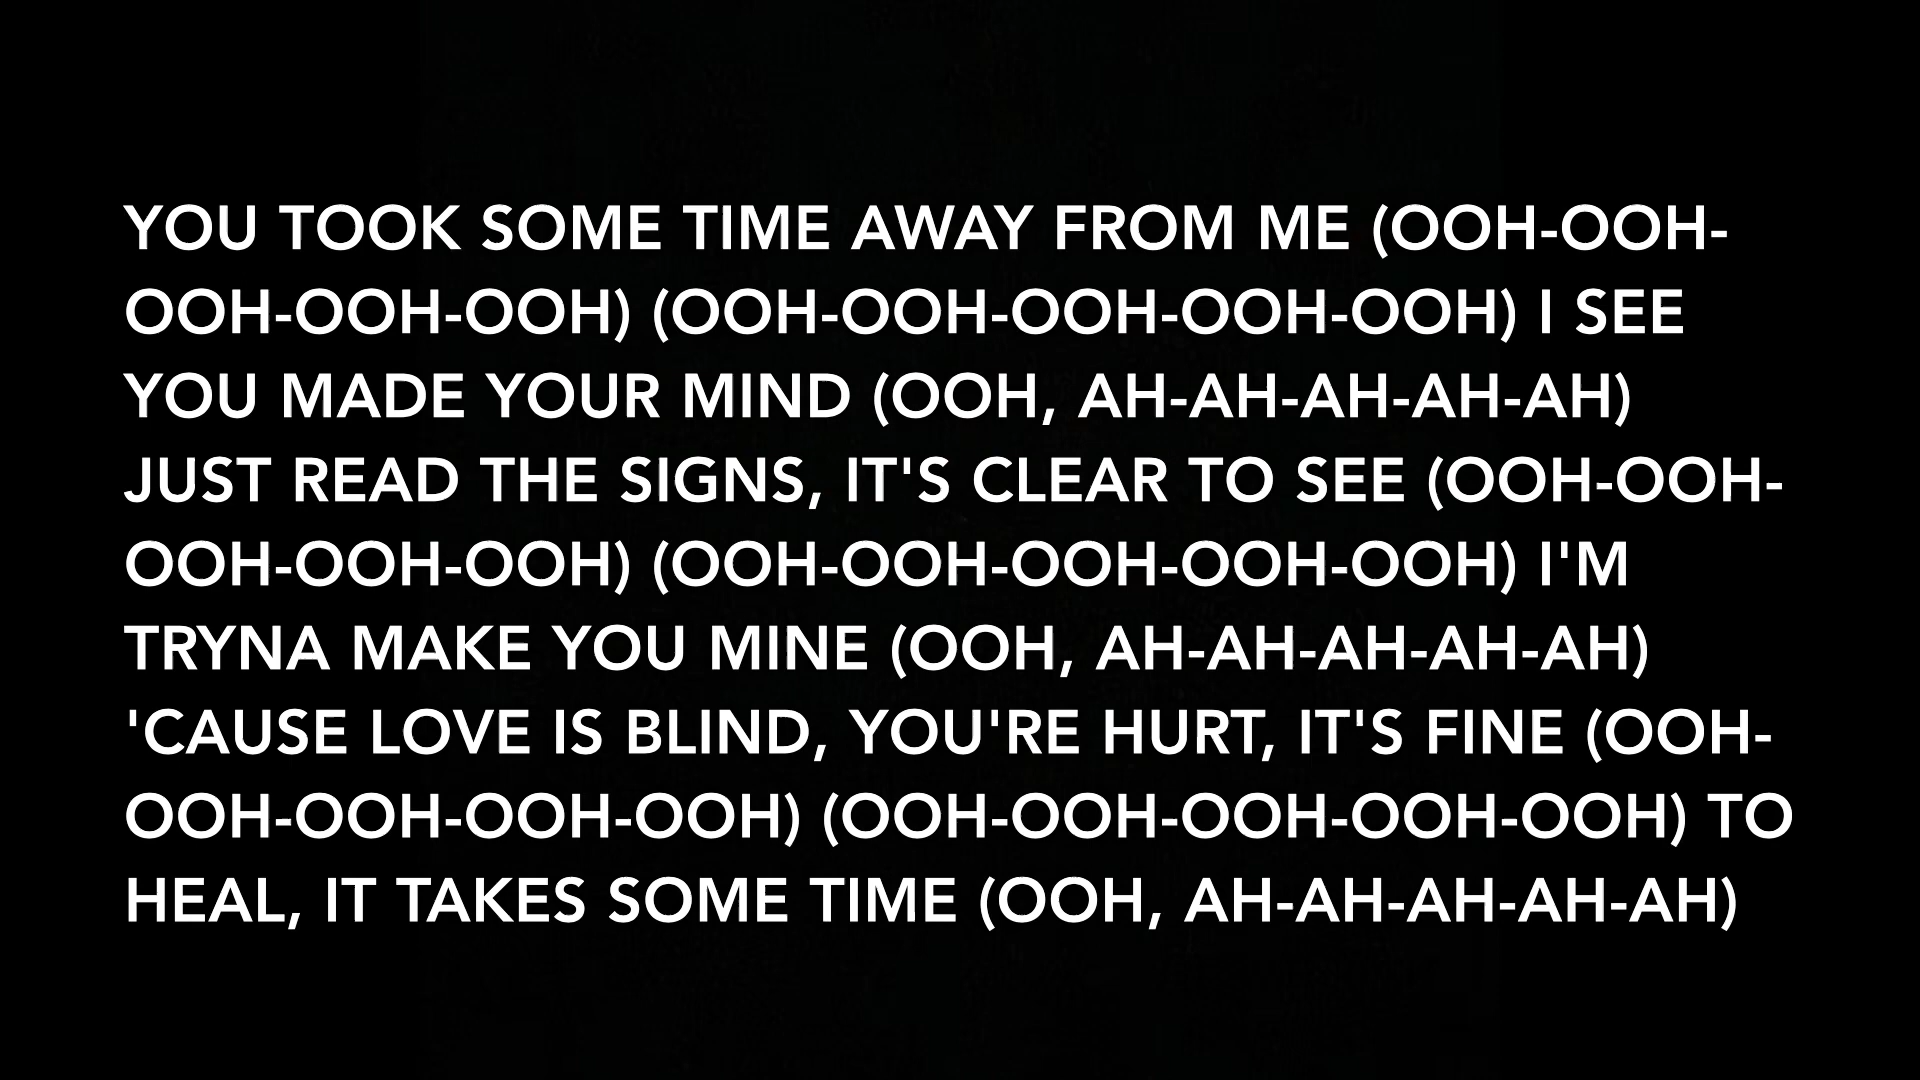 YOU TOOK SOME TIME AWAY FROM ME (OOH-OOH-
OOH-OOH-OOH) (OOH-OOH-OOH-OOH-OOH) I SEE
YOU MADE YOUR MIND (OOH, AH-AH-AH-AH-AH)
JUST READ THE SIGNS, IT'S CLEAR TO SEE (OOH-OOH-
OOH-OOH-OOH) (OOH-OOH-OOH-OOH-OOH) I'M
TRYNA MAKE YOU MINE (OOH, AH-AH-AH-AH-AH)
'CAUSE LOVE IS BLIND, YOU'RE HURT, IT'S FINE (OOH-
OOH-OOH-OOH-OOH) (OOH-OOH-OOH-OOH-OOH) TO
HEAL, IT TAKES SOME TIME (OOH, AH-AH-AH-AH-AH)